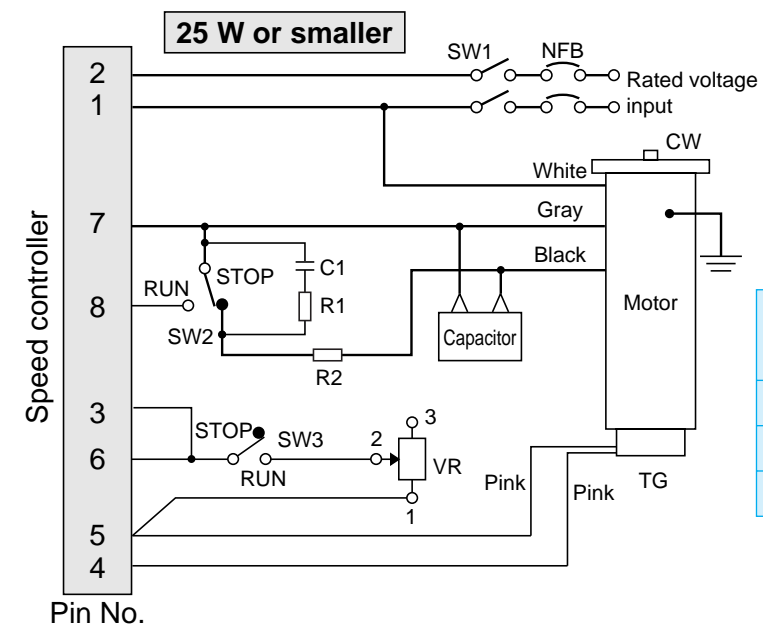 25 W or smaller
SW1
NFB
2
Rated voltage
1
input
CW
White
7
Gray
Black
STOP
C1
RUN
8
R1
Motor
SW2
Capacitor
R2
Speed controller
3
3
STOP
SW3
2
6
RUN
VR
Pink
Pink
TG
1
5
4
Pin No.